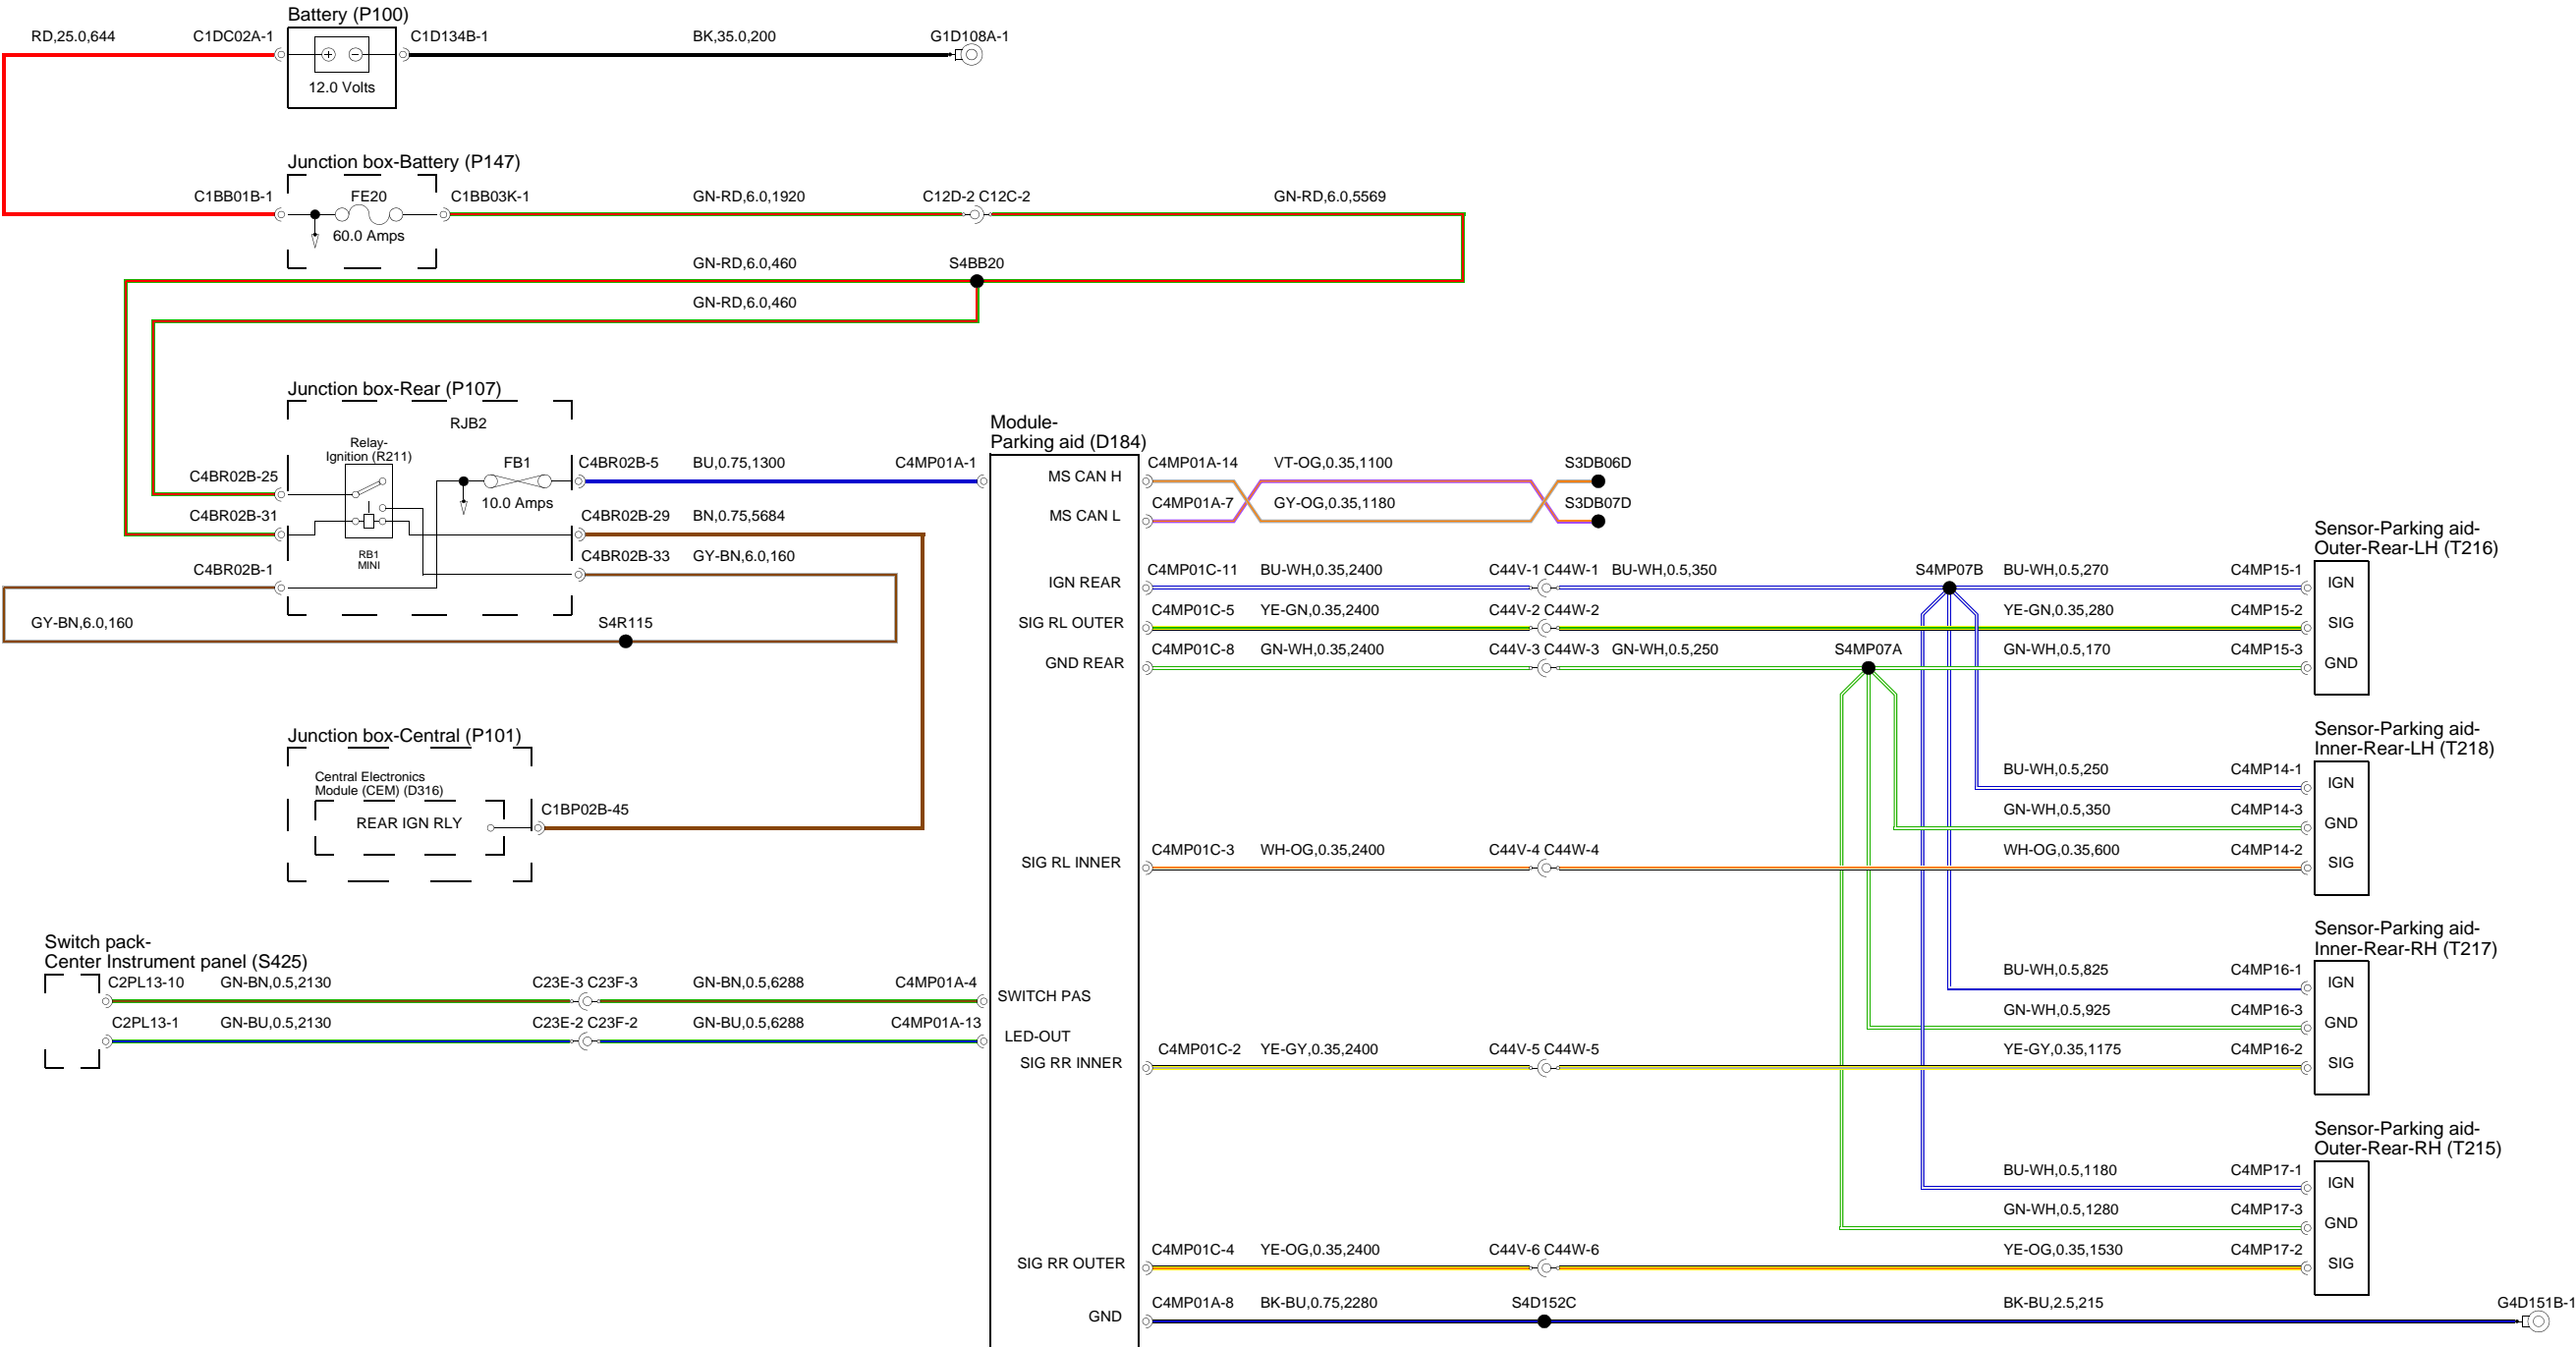 Battery (P100)
RD,25.0,644
C1DC02A-1
C1D134B-1
BK,35.0,200
G1D108A-1
12.0 Volts
Junction box-Battery (P147)
C1BB01B-1
FE20
C1BB03K-1
GN-RD,6.0,1920
C12D-2 C12C-2
GN-RD,6.0,5569
60.0 Amps
GN-RD,6.0,460
S4BB20
GN-RD,6.0,460
Junction box-Rear (P107)
RJB2
Relay-
Ignition (R211)
FB1
10.0 Amps
C4BR02B-25
C4BR02B-31
C4BR02B-1
RB1
MINI
C4BR02B-5
BU,0.75,1300
C4MP01A-1
C4BR02B-29
BN,0.75,5684
C4BR02B-33
GY-BN,6.0,160
GY-BN,6.0,160
S4R115
Junction box-Central (P101)
Central Electronics
Module (CEM) (D316)
REAR IGN RLY
C1BP02B-45
Switch pack-
Center Instrument panel (S425)
C2PL13-10
GN-BN,0.5,2130
C23E-3 C23F-3
GN-BN,0.5,6288
C4MP01A-4
C2PL13-1
GN-BU,0.5,2130
C23E-2 C23F-2
GN-BU,0.5,6288
C4MP01A-13
Module-
Parking aid (D184)
MS CAN H
MS CAN L
IGN REAR
SIG RL OUTER
GND REAR
SIG RL INNER
SWITCH PAS
LED-OUT
SIG RR INNER
SIG RR OUTER
GND
C4MP01A-14
VT-OG,0.35,1100
S3DB06D
C4MP01A-7
GY-OG,0.35,1180
S3DB07D
C4MP01C-11
BU-WH,0.35,2400
C44V-1 C44W-1
BU-WH,0.5,350
S4MP07B
BU-WH,0.5,270
C4MP15-1
C4MP01C-5
YE-GN,0.35,2400
C44V-2 C44W-2
YE-GN,0.35,280
C4MP15-2
C4MP01C-8
GN-WH,0.35,2400
C44V-3 C44W-3
GN-WH,0.5,250
S4MP07A
GN-WH,0.5,170
C4MP15-3
Sensor-Parking aid-
Outer-Rear-LH (T216)
IGN
SIG
GND
Sensor-Parking aid-
Inner-Rear-LH (T218)
BU-WH,0.5,250
C4MP14-1
IGN
GN-WH,0.5,350
C4MP14-3
GND
C4MP01C-3
WH-OG,0.35,2400
C44V-4 C44W-4
WH-OG,0.35,600
C4MP14-2
SIG
Sensor-Parking aid-
Inner-Rear-RH (T217)
BU-WH,0.5,825
C4MP16-1
IGN
GN-WH,0.5,925
C4MP16-3
GND
C4MP01C-2
YE-GY,0.35,2400
C44V-5 C44W-5
YE-GY,0.35,1175
C4MP16-2
SIG
Sensor-Parking aid-
Outer-Rear-RH (T215)
BU-WH,0.5,1180
C4MP17-1
IGN
GN-WH,0.5,1280
C4MP17-3
GND
C4MP01C-4
YE-OG,0.35,2400
C44V-6 C44W-6
YE-OG,0.35,1530
C4MP17-2
SIG
C4MP01A-8
BK-BU,0.75,2280
S4D152C
BK-BU,2.5,215
G4D151B-1